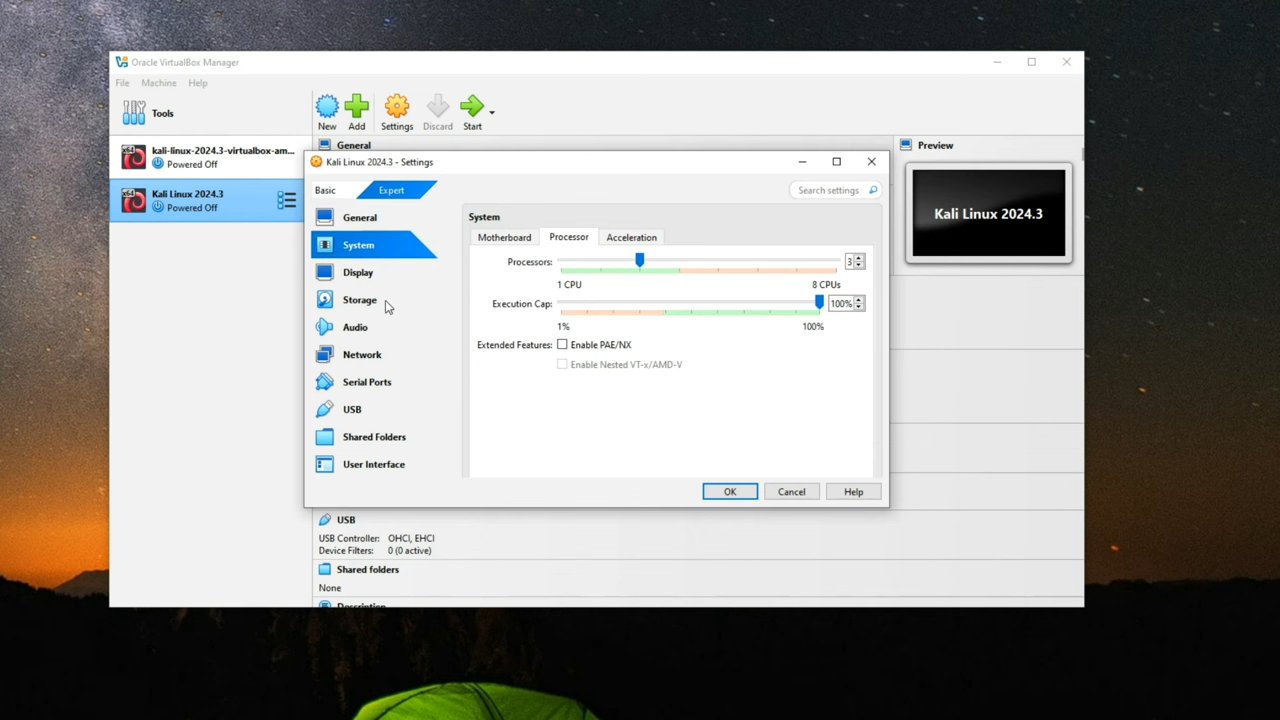 Oracle VirtualBox Manager
File Machine Help
Tools
New Add Settings Discard Start
kali-linux-2024.3-virtualbox-am...
Powered Off
Kali Linux 2024.3
Powered Off
General
Preview
Kali Linux 2024.3
Kali Linux 2024.3 - Settings
Basic Expert Search settings
General
System
Display
Storage
Audio
Network
Serial Ports
USB
Shared Folders
User Interface
System
Motherboard Processor Acceleration
Processors: 3
1 CPU 8 CPUs
Execution Cap: 100%
1% 100%
Extended Features: Enable PAE/NX
Enable Nested VT-x/AMD-V
OK Cancel Help
USB
USB Controller: OHCI, EHCI
Device Filters: 0 (0 active)
Shared folders
None
Description